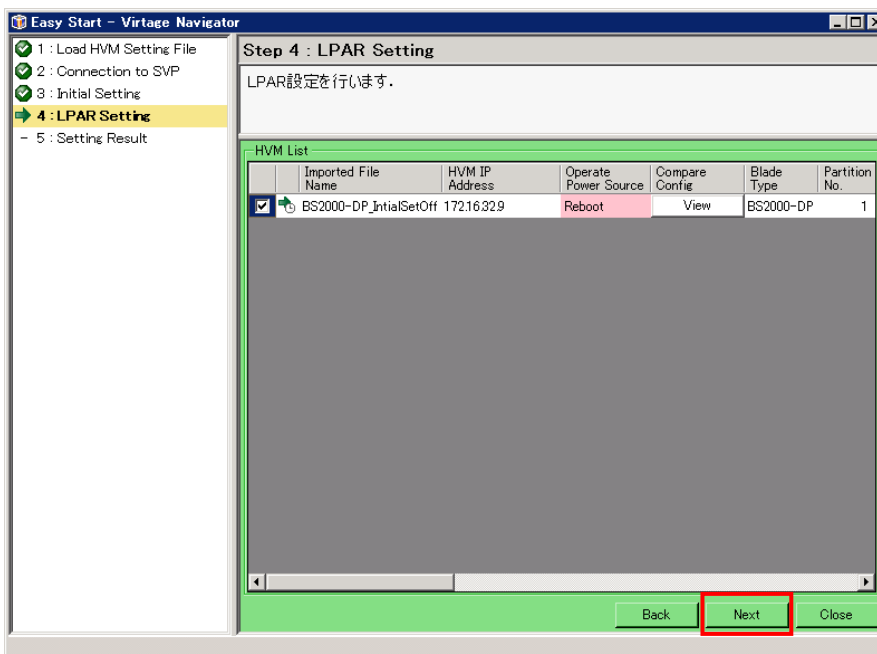 Easy Start - Virtage Navigator
1 : Load HVM Setting File
2 : Connection to SVP
3 : Initial Setting
4 : LPAR Setting
- 5 : Setting Result
Step 4 : LPAR Setting
LPAR設定を行います.
HVM List
Imported File Name
HVM IP Address
Operate Power Source
Compare Config
Blade Type
Partition No.
BS2000-DP_IntialSetOff 172.16.32.9 Reboot View BS2000-DP 1
Back Next Close